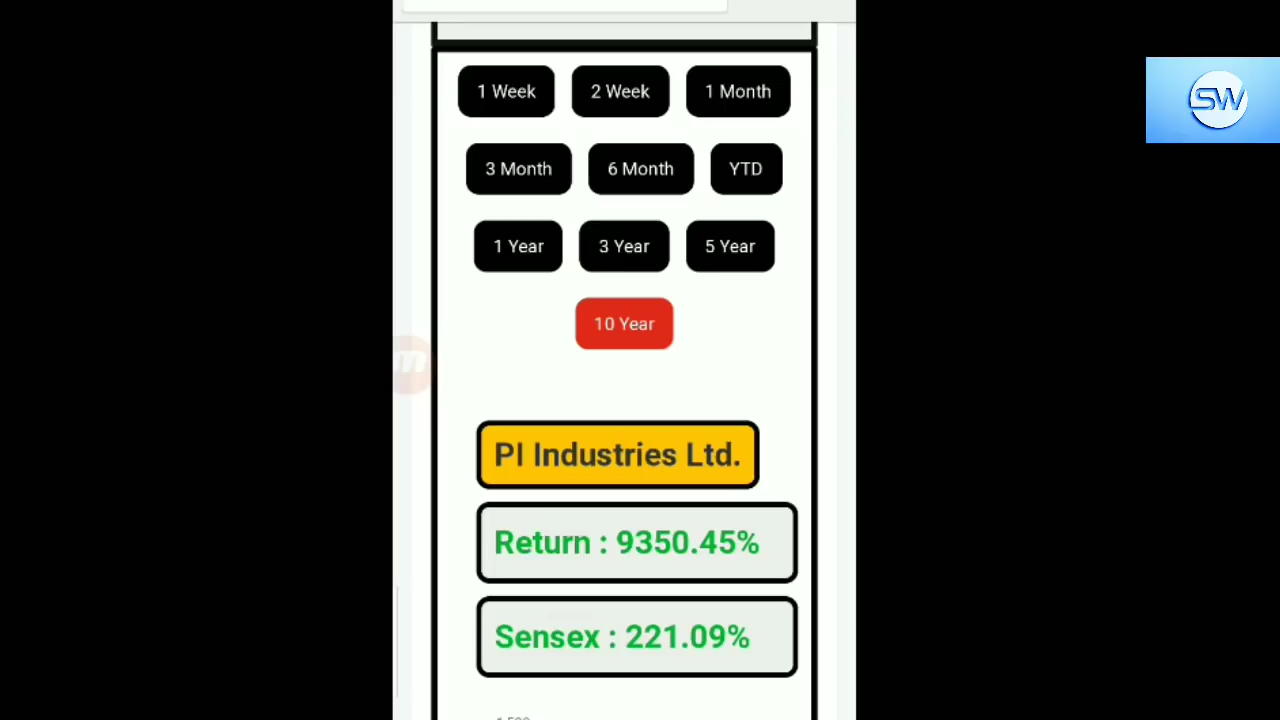 SW
1 Week 2 Week 1 Month
3 Month 6 Month YTD
1 Year 3 Year 5 Year
10 Year
PI Industries Ltd.
Return : 9350.45%
Sensex : 221.09%